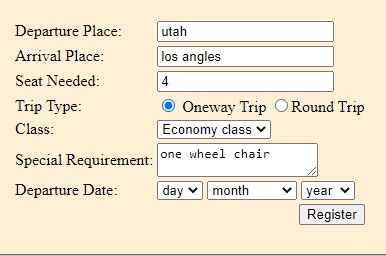 Departure Place: utah
Arrival Place: los angles
Seat Needed: 4
Trip Type: Oneway Trip Round Trip
Class: Economy class
Special Requirement: one wheel chair
Departure Date: day month year
Register